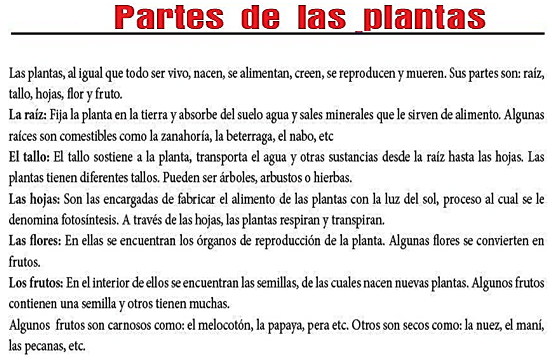 Partes de las plantas
Las plantas, al igual que todo ser vivo, nacen, se alimentan, creen, se reproducen y mueren. Sus partes son: raíz,
tallo, hojas, flor y fruto.
La raíz: Fija la planta en la tierra y absorbe del suelo agua y sales minerales que le sirven de alimento. Algunas
raíces son comestibles como la zanahoría, la beterraga, el nabo, etc
El tallo: El tallo sostiene a la planta, transporta el agua y otras sustancias desde la raíz hasta las hojas. Las
plantas tienen diferentes tallos. Pueden ser árboles, arbustos o hierbas.
Las hojas: Son las encargadas de fabricar el alimento de las plantas con la luz del sol, proceso al cual se le
denomina fotosíntesis. A través de las hojas, las plantas respiran y transpiran.
Las flores: En ellas se encuentran los órganos de reproducción de la planta. Algunas flores se convierten en
frutos.
Los frutos: En el interior de ellos se encuentran las semillas, de las cuales nacen nuevas plantas. Algunos frutos
contienen una semilla y otros tienen muchas.
Algunos frutos son carnosos como: el melocotón, la papaya, pera etc. Otros son secos como: la nuez, el maní,
las pecanas, etc.